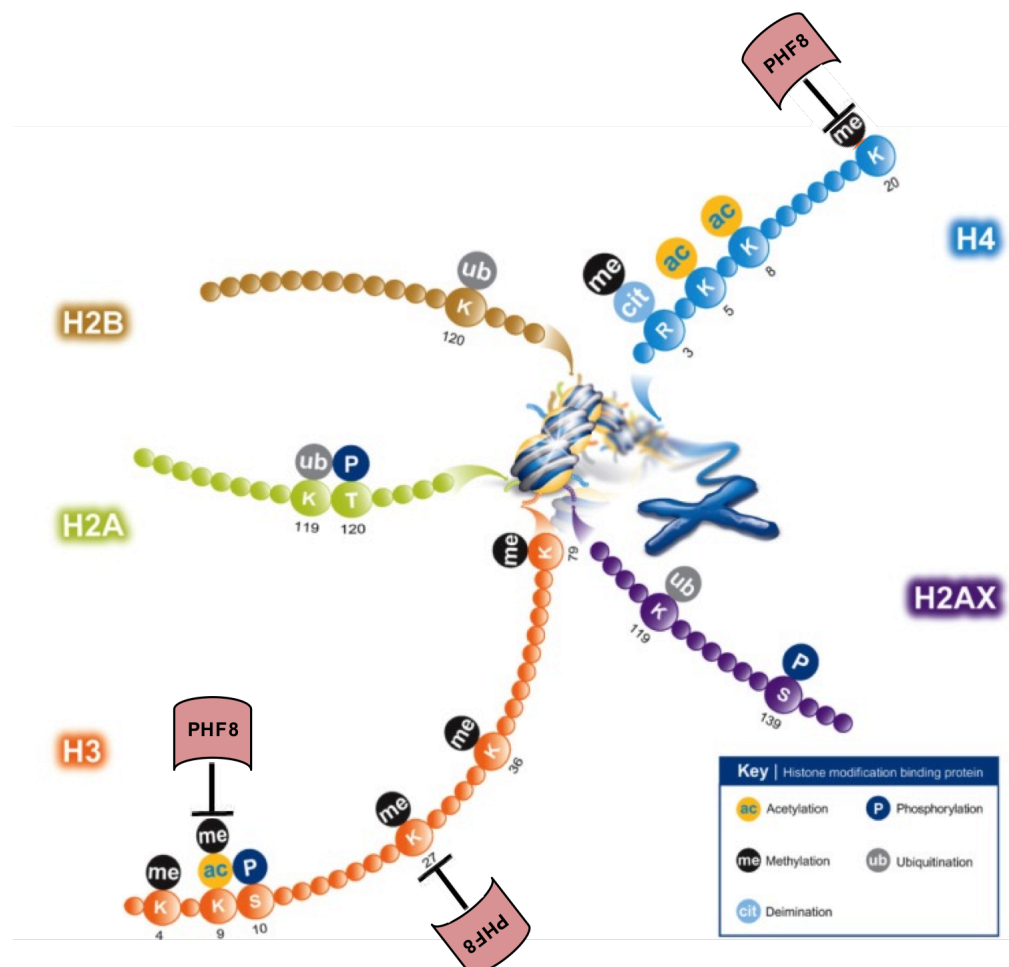 PHF8
me
K
20
ac
ac
K
8
H4
me
cit
K
5
R
3
ub
K
120
H2B
ub
P
K
T
119
120
H2A
me
K
79
ub
K
119
H2AX
P
S
139
PHF8
H3
me
K
36
me
K
27
me
me
ac
P
K
K
S
4
9
10
PHF8
Key | Histone modification binding protein
ac Acetylation
P Phosphorylation
me Methylation
ub Ubiquitination
cit Deimination